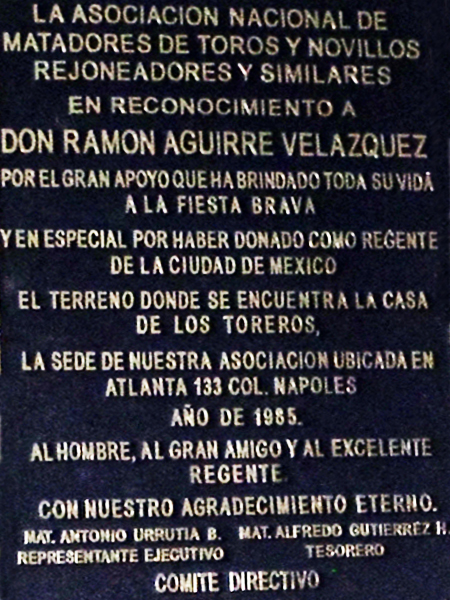 LA ASOCIACION NACIONAL DE
MATADORES DE TOROS Y NOVILLOS
REJONEADORES Y SIMILARES
EN RECONOCIMIENTO A
DON RAMON AGUIRRE VELAZQUEZ
POR EL GRAN APOYO QUE HA BRINDADO TODA SU VIDA
A LA FIESTA BRAVA
Y EN ESPECIAL POR HABER DONADO COMO REGENTE
DE LA CIUDAD DE MEXICO
EL TERRENO DONDE SE ENCUENTRA LA CASA
DE LOS TOREROS,
LA SEDE DE NUESTRA ASOCIACION UBICADA EN
ATLANTA 133 COL. NAPOLES
AÑO DE 1985.
AL HOMBRE, AL GRAN AMIGO Y AL EXCELENTE
REGENTE.
CON NUESTRO AGRADECIMIENTO ETERNO.
MAT. ANTONIO URRUTIA B. MAT. ALFREDO GUTIERREZ H.
REPRESENTANTE EJECUTIVO TESORERO
COMITE DIRECTIVO